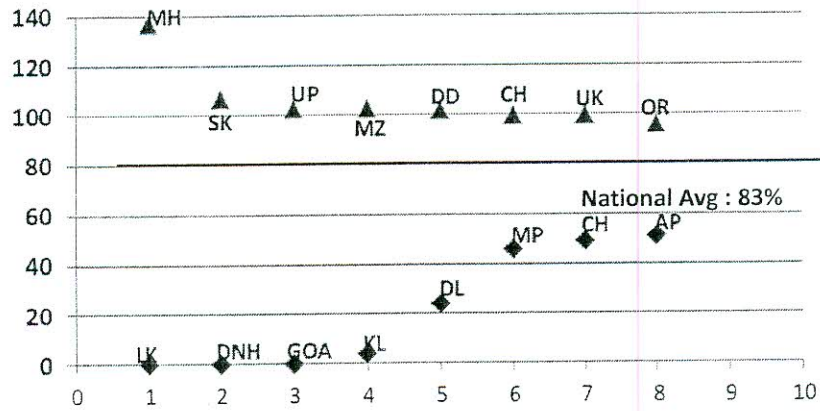 140
MH
120
UP
DD
CH
UK
OR
100
SK
MZ
80
National Avg : 83%
60
MP
CH
AP
40
DL
20
LK
DNH
GOA
KL
0
0 1 2 3 4 5 6 7 8 9 10